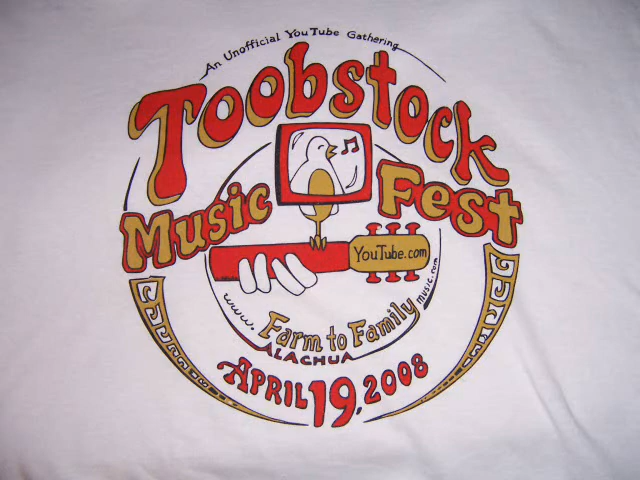 An Unofficial YouTube Gathering
Toobstock
Music Fest
YouTube.com
www.Farm to Family music.com
ALACHUA
APRIL 19, 2008